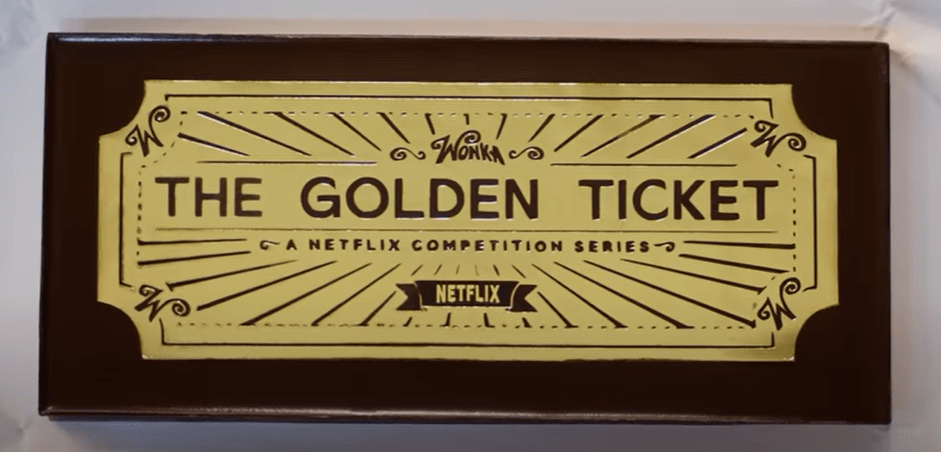 W W
WONKA
THE GOLDEN TICKET
A NETFLIX COMPETITION SERIES
NETFLIX
W W